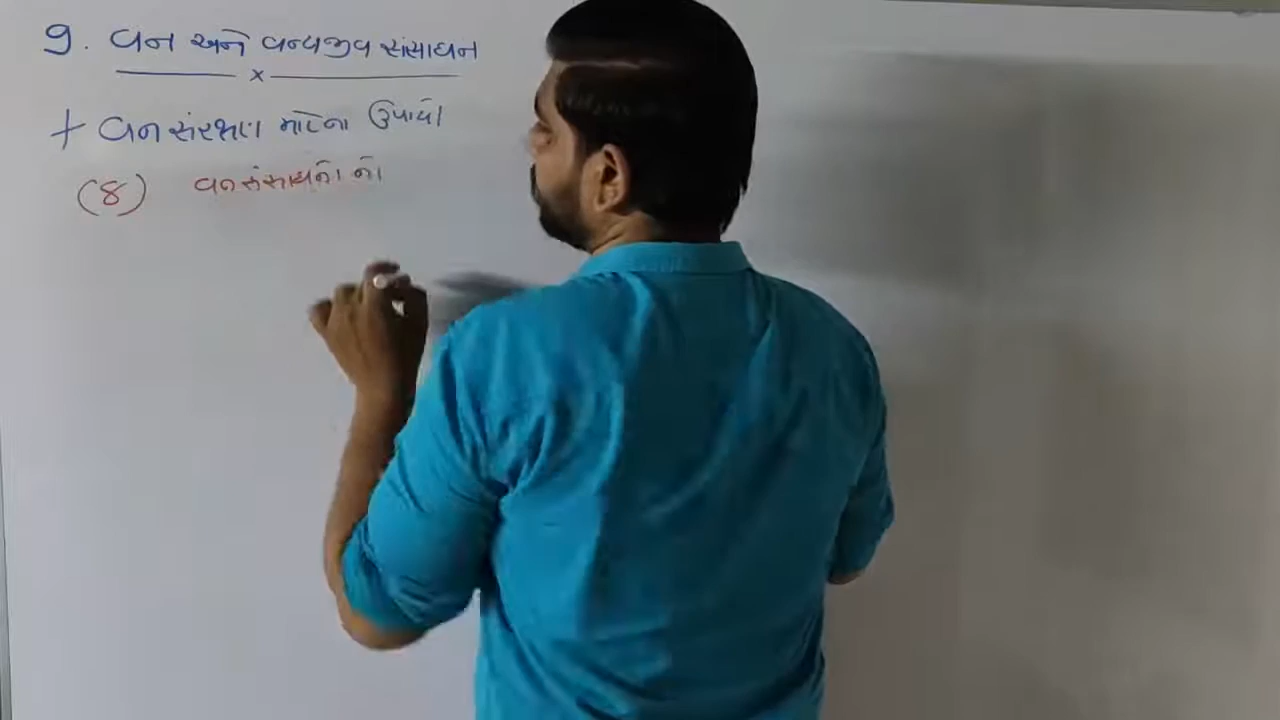 9. વન અને વન્યજીવ સંસાધન
x
+ વન સંરક્ષણ માટેના ઉપાયો
(8) વનસંસાધનોનો